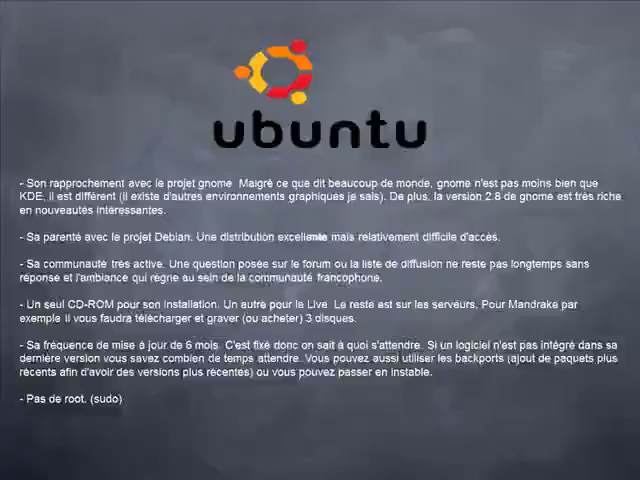 ubuntu
- Son rapprochement avec le projet gnome Malgré ce que dit beaucoup de monde, gnome n'est pas moins bien que
KDE, il est différent (il existe d'autres environnements graphiques je sais). De plus, la version 2.8 de gnome est très riche
en nouveautés intéressantes.
- Sa parenté avec le projet Debian. Une distribution excellente mais relativement difficile d'accès.
- Sa communauté très active. Une question posée sur le forum ou la liste de diffusion ne reste pas longtemps sans
réponse et l'ambiance qui règne au sein de la communauté francophone.
- Un seul CD-ROM pour son installation. Un autre pour le Live Le reste est sur les serveurs. Pour Mandrake par
exemple il vous faudra télécharger et graver (ou acheter) 3 disques.
- Sa fréquence de mise à jour de 6 mois. C'est fixé donc on sait à quoi s'attendre. Si un logiciel n'est pas intégré dans sa
dernière version vous savez combien de temps attendre. Vous pouvez aussi utiliser les backports (ajout de paquets plus
récents afin d'avoir des versions plus récentes) ou vous pouvez passer en instable.
- Pas de root. (sudo)